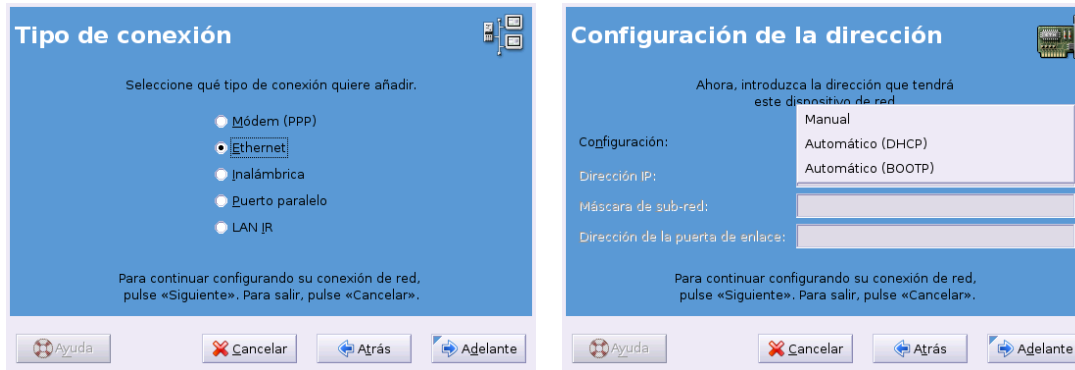 Tipo de conexión
Seleccione qué tipo de conexión quiere añadir.
Módem (PPP)
Ethernet
Inalámbrica
Puerto paralelo
LAN IR
Para continuar configurando su conexión de red,
pulse «Siguiente». Para salir, pulse «Cancelar».
Ayuda
Cancelar
Atrás
Adelante
Configuración de la dirección
Ahora, introduzca la dirección que tendrá
este dispositivo de red
Configuración:
Manual
Automático (DHCP)
Automático (BOOTP)
Dirección IP:
Máscara de sub-red:
Dirección de la puerta de enlace:
Para continuar configurando su conexión de red,
pulse «Siguiente». Para salir, pulse «Cancelar».
Ayuda
Cancelar
Atrás
Adelante